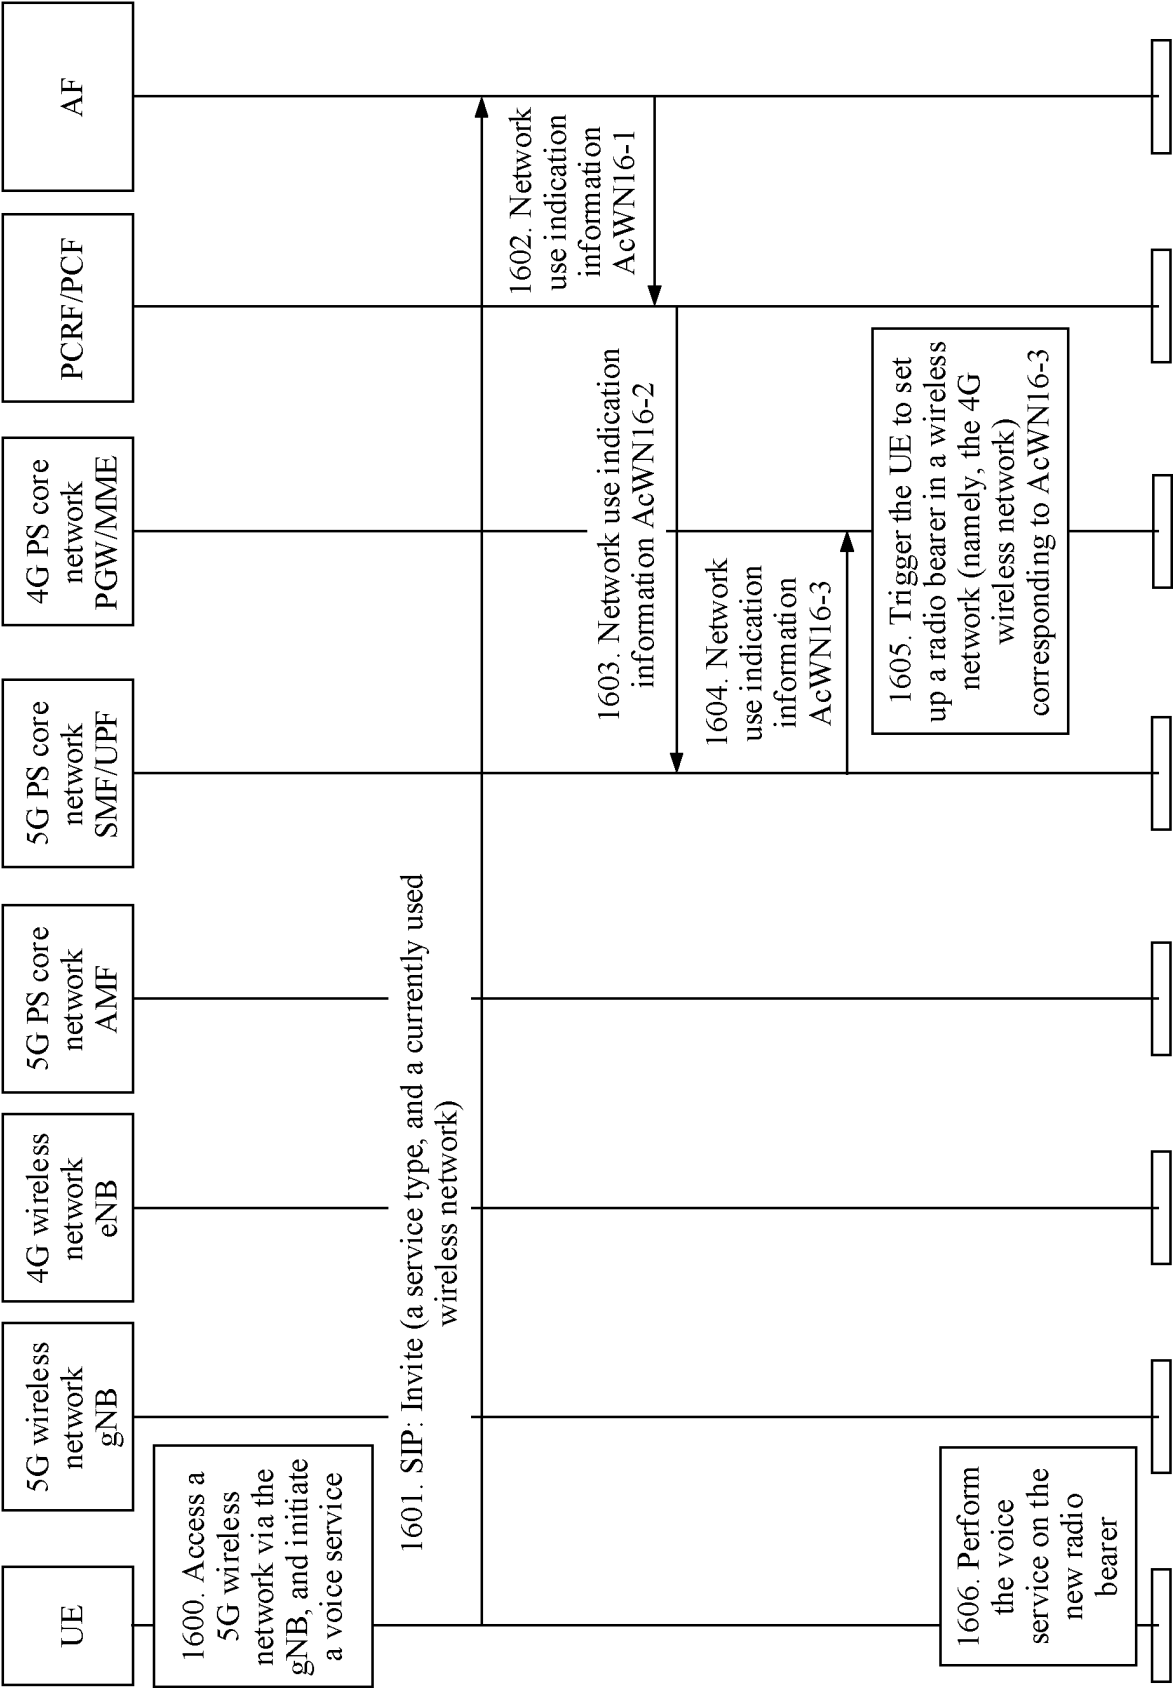 UE
5G wireless
network
gNB
4G wireless
network
eNB
5G PS core
network
AMF
5G PS core
network
SMF/UPF
4G PS core
network
PGW/MME
PCRF/PCF
AF
1600. Access a
5G wireless
network via the
gNB, and initiate
a voice service
1601. SIP: Invite (a service type, and a currently used
wireless network)
1602. Network
use indication
information
AcWN16-1
1603. Network use indication
information AcWN16-2
1604. Network
use indication
information
AcWN16-3
1605. Trigger the UE to set
up a radio bearer in a wireless
network (namely, the 4G
wireless network)
corresponding to AcWN16-3
1606. Perform
the voice
service on the
new radio
bearer